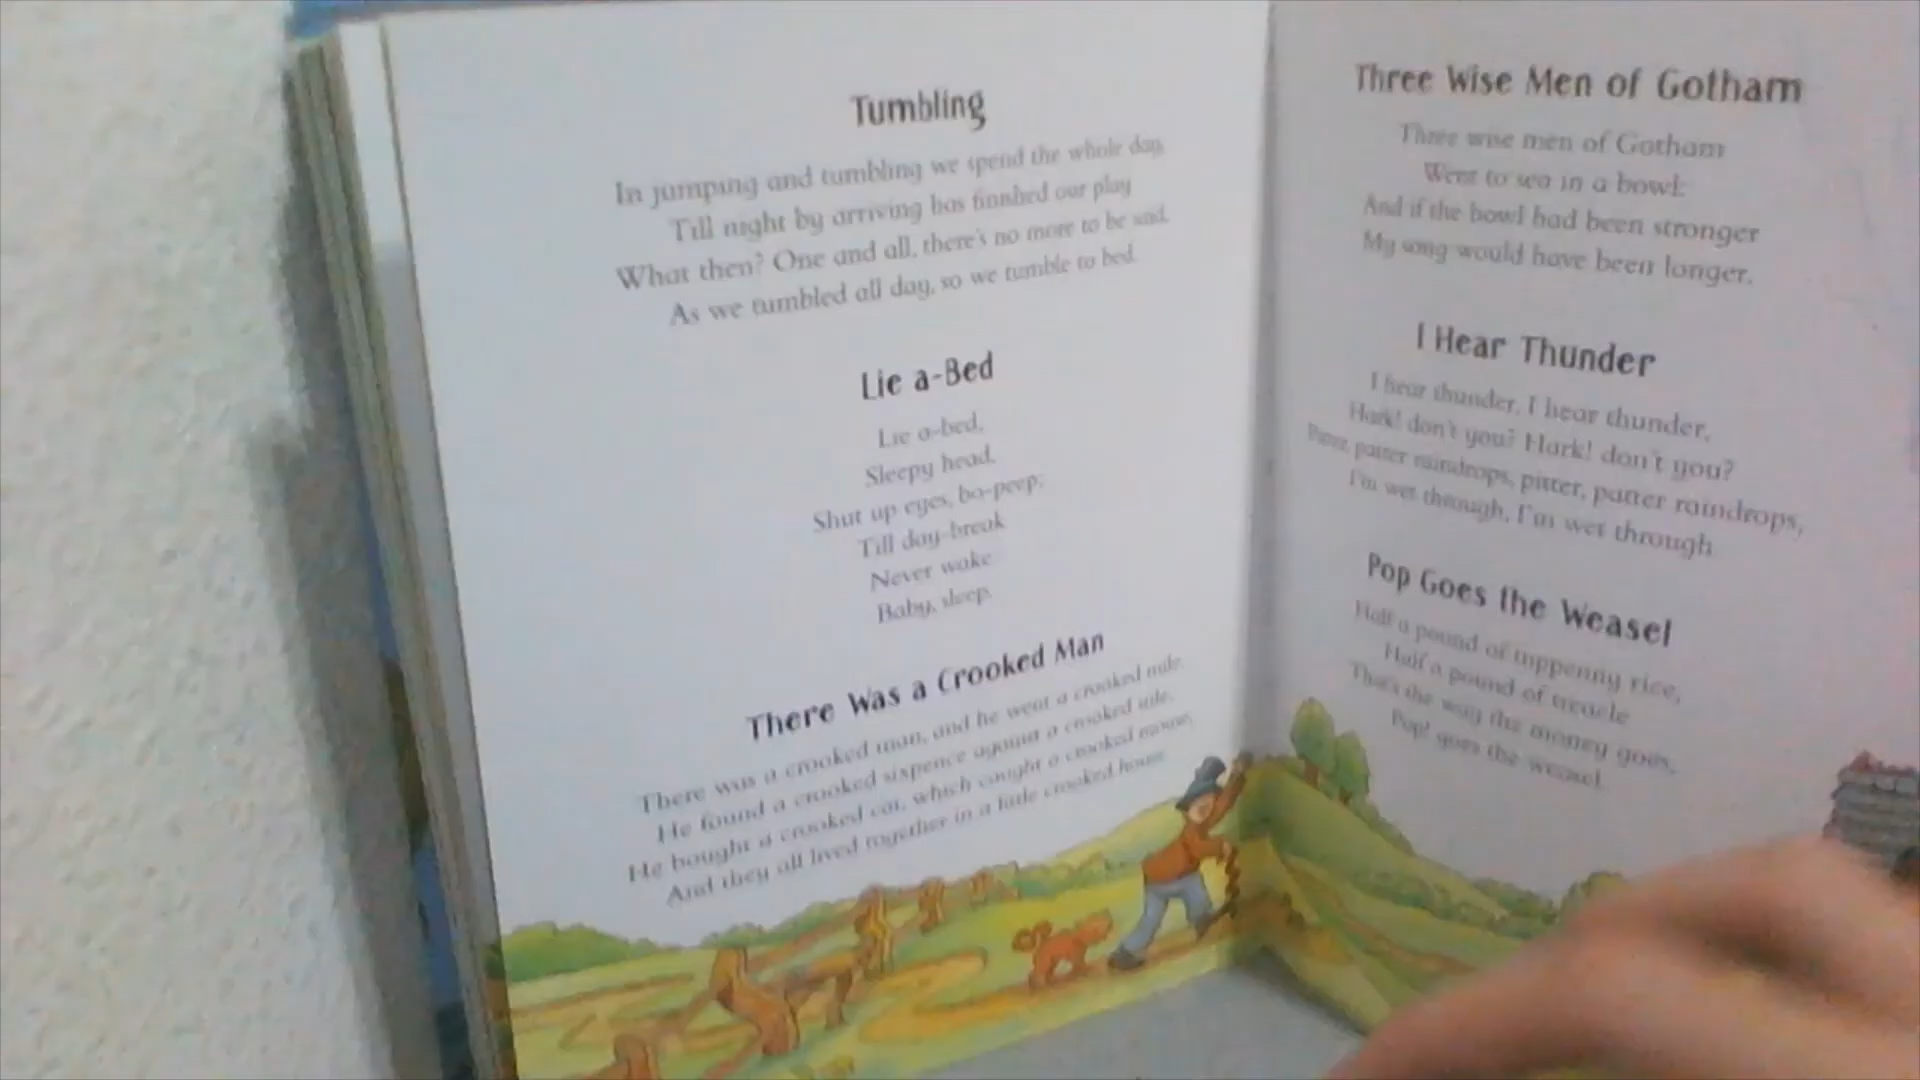 Tumbling
In jumping and tumbling we spend the whole day,
Till night by arriving has finished our play
What then? One and all, there's no more to be said,
As we tumbled all day, so we tumble to bed.
Lie a-Bed
Lie a-bed,
Sleepy head,
Shut up eyes, bo-peep;
Till day-break
Never wake
Baby, sleep.
There Was a Crooked Man
There was a crooked man, and he went a crooked mile,
He found a crooked sixpence against a crooked stile,
He bought a crooked cat, which caught a crooked mouse,
And they all lived together in a little crooked house.
Three Wise Men of Gotham
Three wise men of Gotham
Went to sea in a bowl:
And if the bowl had been stronger
My song would have been longer.
I Hear Thunder
I hear thunder, I hear thunder,
Hark! don't you? Hark! don't you?
Pitter, patter raindrops, pitter, patter raindrops,
I'm wet through, I'm wet through
Pop Goes the Weasel
Half a pound of tuppenny rice,
Half a pound of treacle
That's the way the money goes,
Pop! goes the weasel